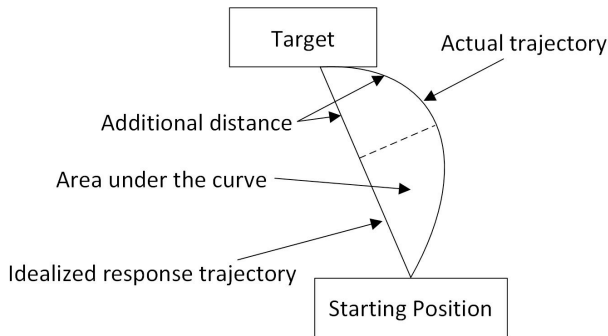 Target
Actual trajectory
Additional distance
Area under the curve
Idealized response trajectory
Starting Position